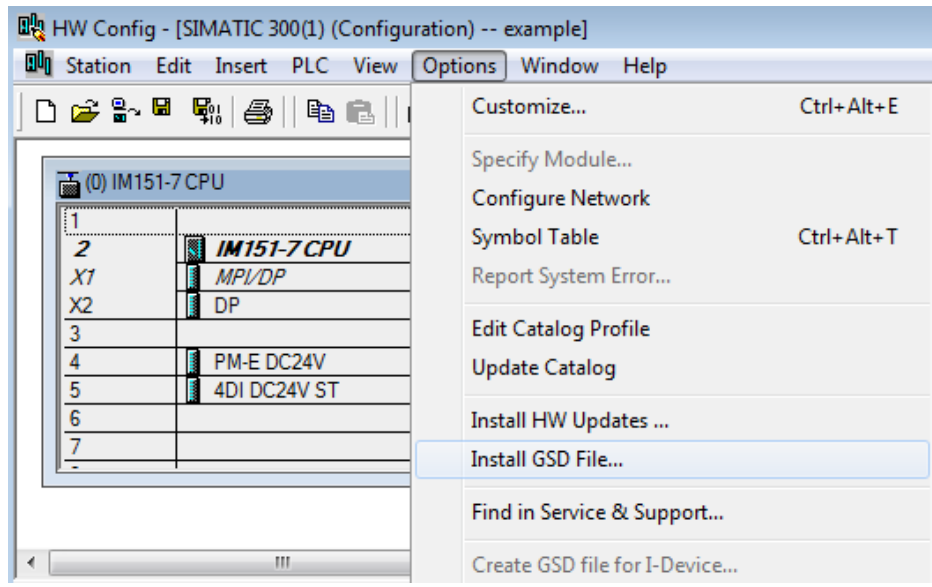 HW Config - [SIMATIC 300(1) (Configuration) -- example]
Station Edit Insert PLC View Options Window Help
Customize... Ctrl+Alt+E
Specify Module...
Configure Network
Symbol Table Ctrl+Alt+T
Report System Error...
Edit Catalog Profile
Update Catalog
Install HW Updates ...
Install GSD File...
Find in Service & Support...
Create GSD file for I-Device...
(0) IM151-7 CPU
1
2 IM151-7 CPU
X1 MPI/DP
X2 DP
3
4 PM-E DC24V
5 4DI DC24V ST
6
7